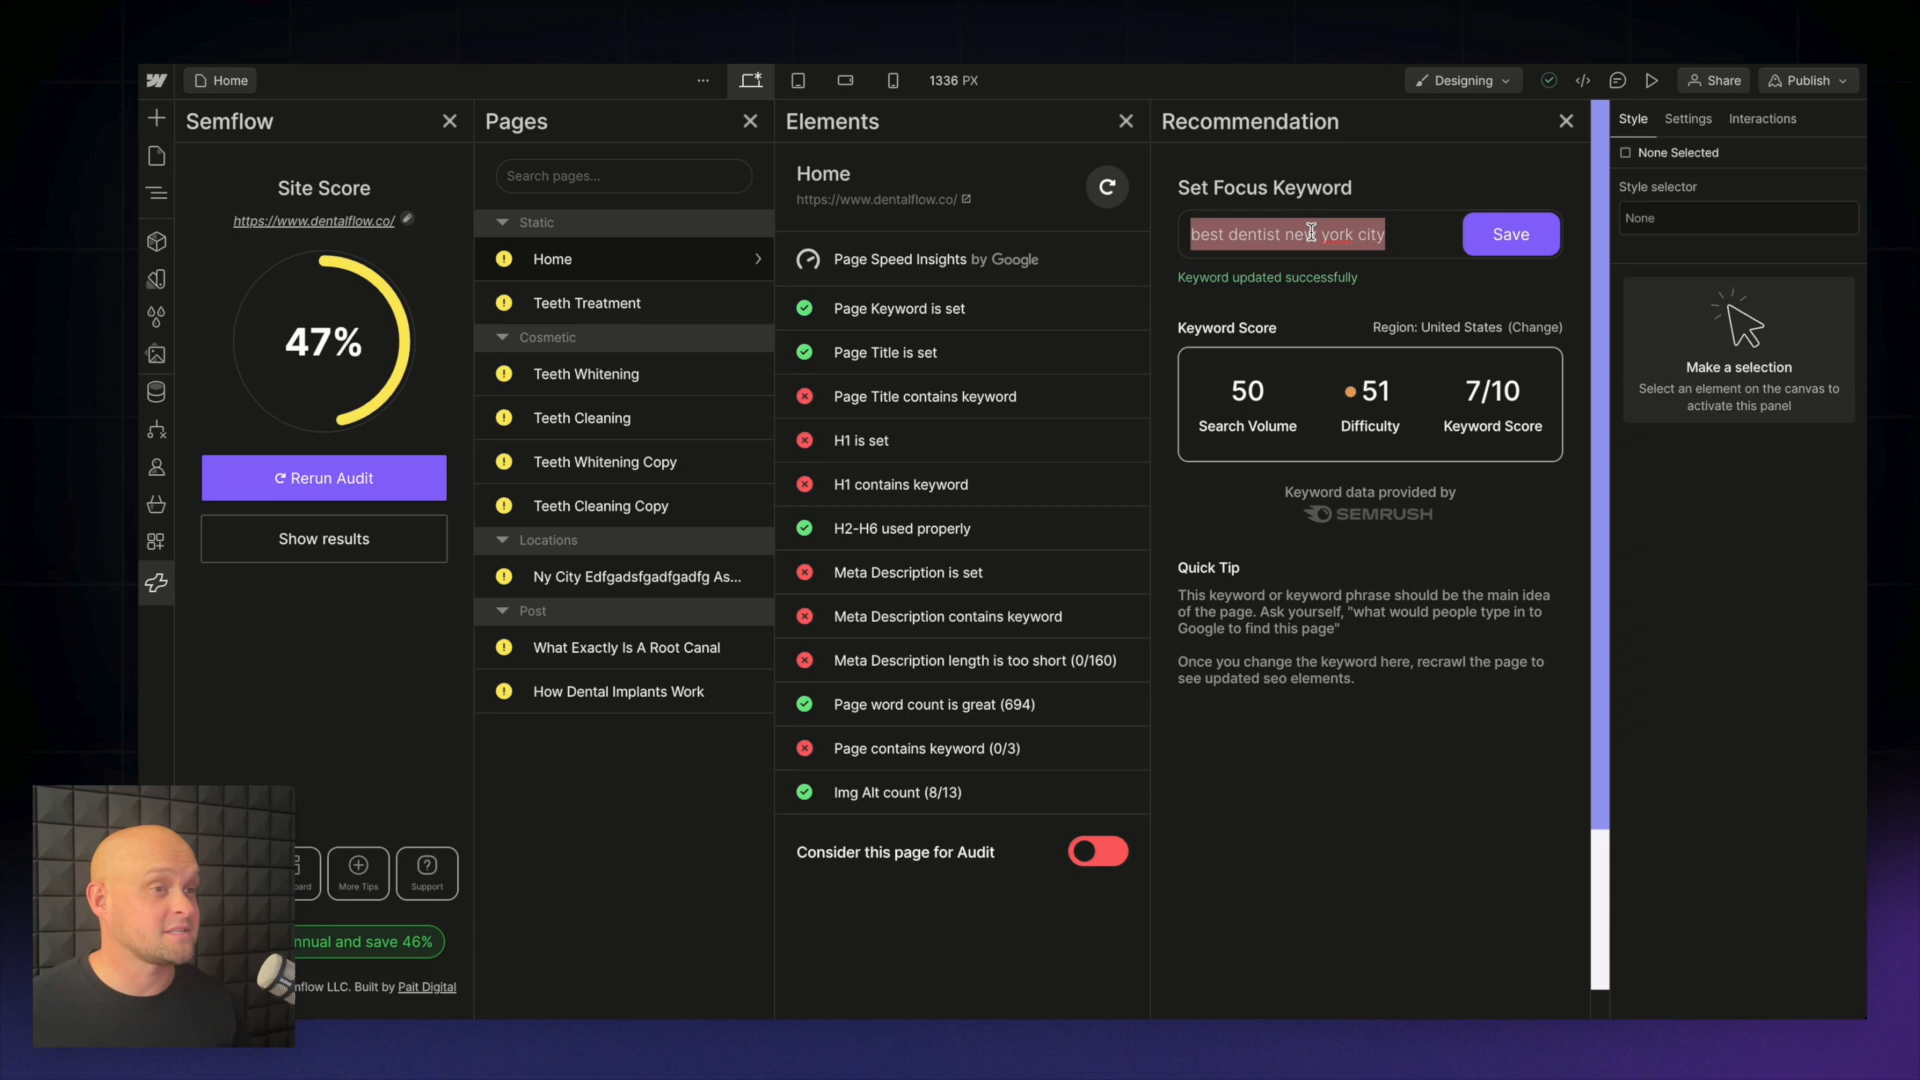 Home
...
1336 PX
Designing
Share
Publish
Semflow
Site Score
https://www.dentalflow.co/
47%
Rerun Audit
Show results
More Tips
Support
nnual and save 46%
mflow LLC. Built by Pait Digital
Pages
Search pages...
Static
Home
Teeth Treatment
Cosmetic
Teeth Whitening
Teeth Cleaning
Teeth Whitening Copy
Teeth Cleaning Copy
Locations
Ny City Edfgadsfgadfgadfg As...
Post
What Exactly Is A Root Canal
How Dental Implants Work
Elements
Home
https://www.dentalflow.co/
Page Speed Insights by Google
Page Keyword is set
Page Title is set
Page Title contains keyword
H1 is set
H1 contains keyword
H2-H6 used properly
Meta Description is set
Meta Description contains keyword
Meta Description length is too short (0/160)
Page word count is great (694)
Page contains keyword (0/3)
Img Alt count (8/13)
Consider this page for Audit
Recommendation
Set Focus Keyword
best dentist new york city
Save
Keyword updated successfully
Keyword Score
Region: United States (Change)
50
51
7/10
Search Volume
Difficulty
Keyword Score
Keyword data provided by
SEMRUSH
Quick Tip
This keyword or keyword phrase should be the main idea
of the page. Ask yourself, "what would people type in to
Google to find this page"
Once you change the keyword here, recrawl the page to
see updated seo elements.
Style
Settings
Interactions
None Selected
Style selector
None
Make a selection
Select an element on the canvas to
activate this panel